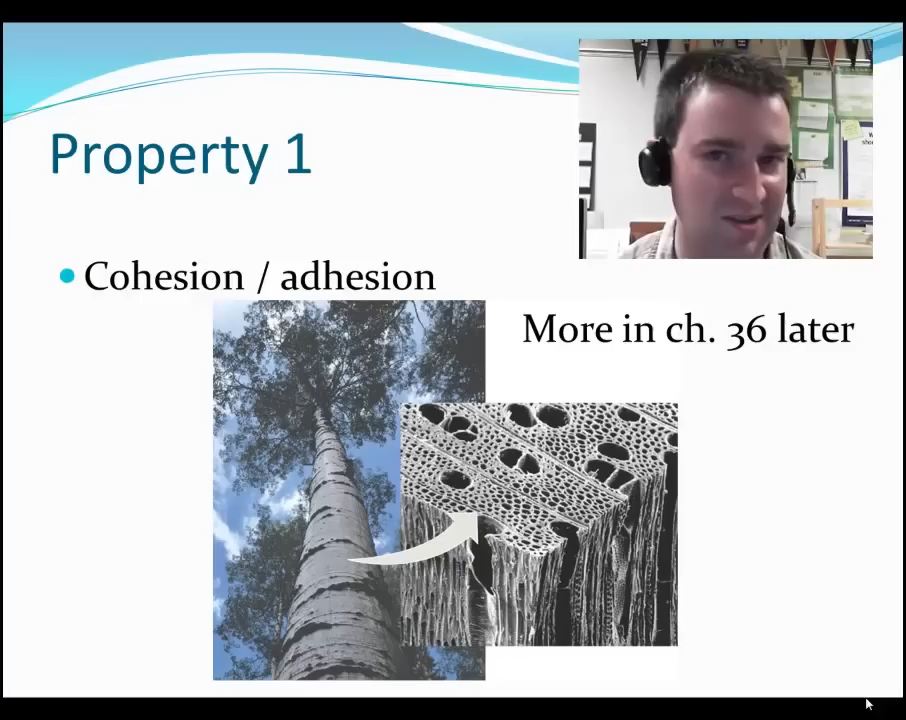 Property 1
Cohesion / adhesion
More in ch. 36 later